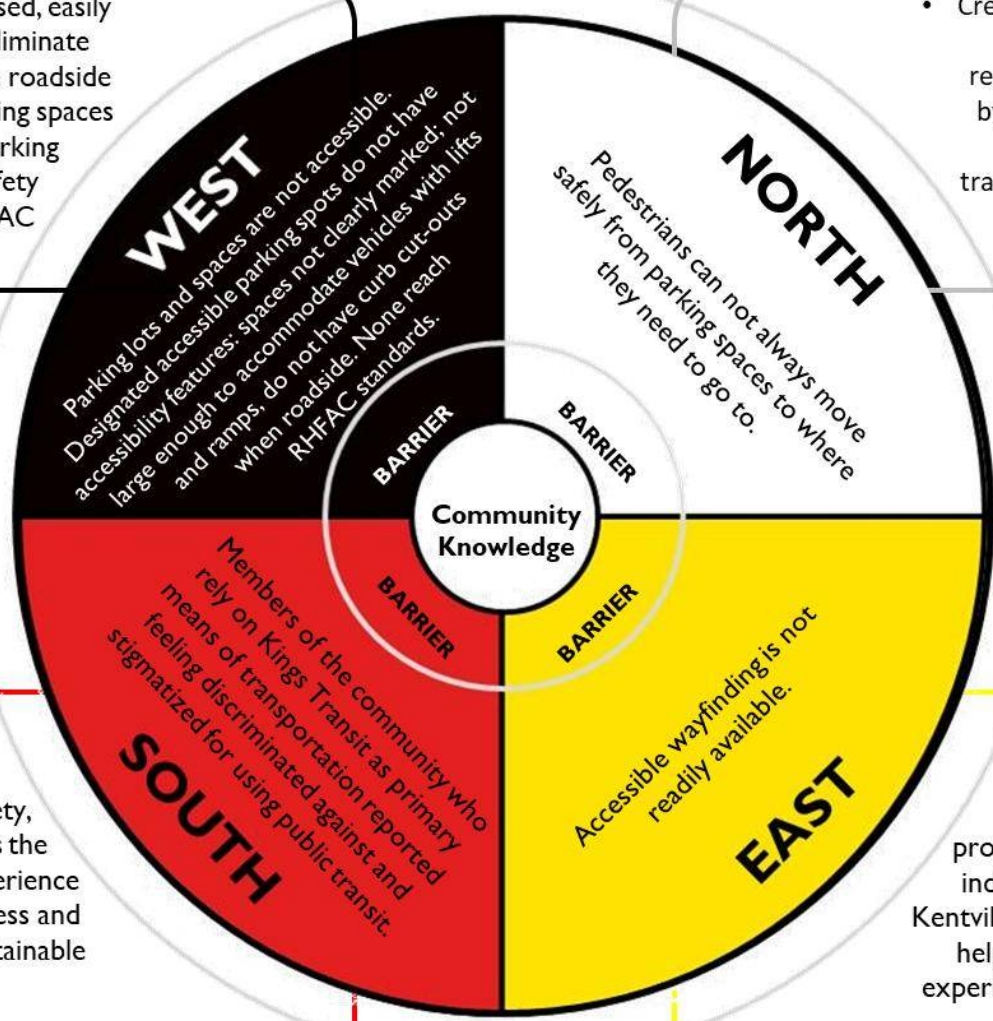 sed, easily
liminate
roadside
ing spaces
rking
fety
AC
• Cre
re
b
tra
WEST
Parking lots and spaces are not accessible.
Designated accessible parking spots do not have
accessibility features: spaces not clearly marked; not
large enough to accommodate vehicles with lifts
and ramps, do not have curb cut-outs
when roadside. None reach
RHFAC standards.
BARRIER
NORTH
Pedestrians can not always move
safely from parking spaces to where
they need to go to.
BARRIER
Community
Knowledge
BARRIER
Members of the community who
rely on Kings Transit as primary
means of transportation reported
feeling discriminated against and
stigmatized for using public transit.
SOUTH
BARRIER
Accessible wayfinding is not
readily available.
EAST
ety,
s the
erience
ess and
tainable
pro
inc
Kentvil
hel
exper